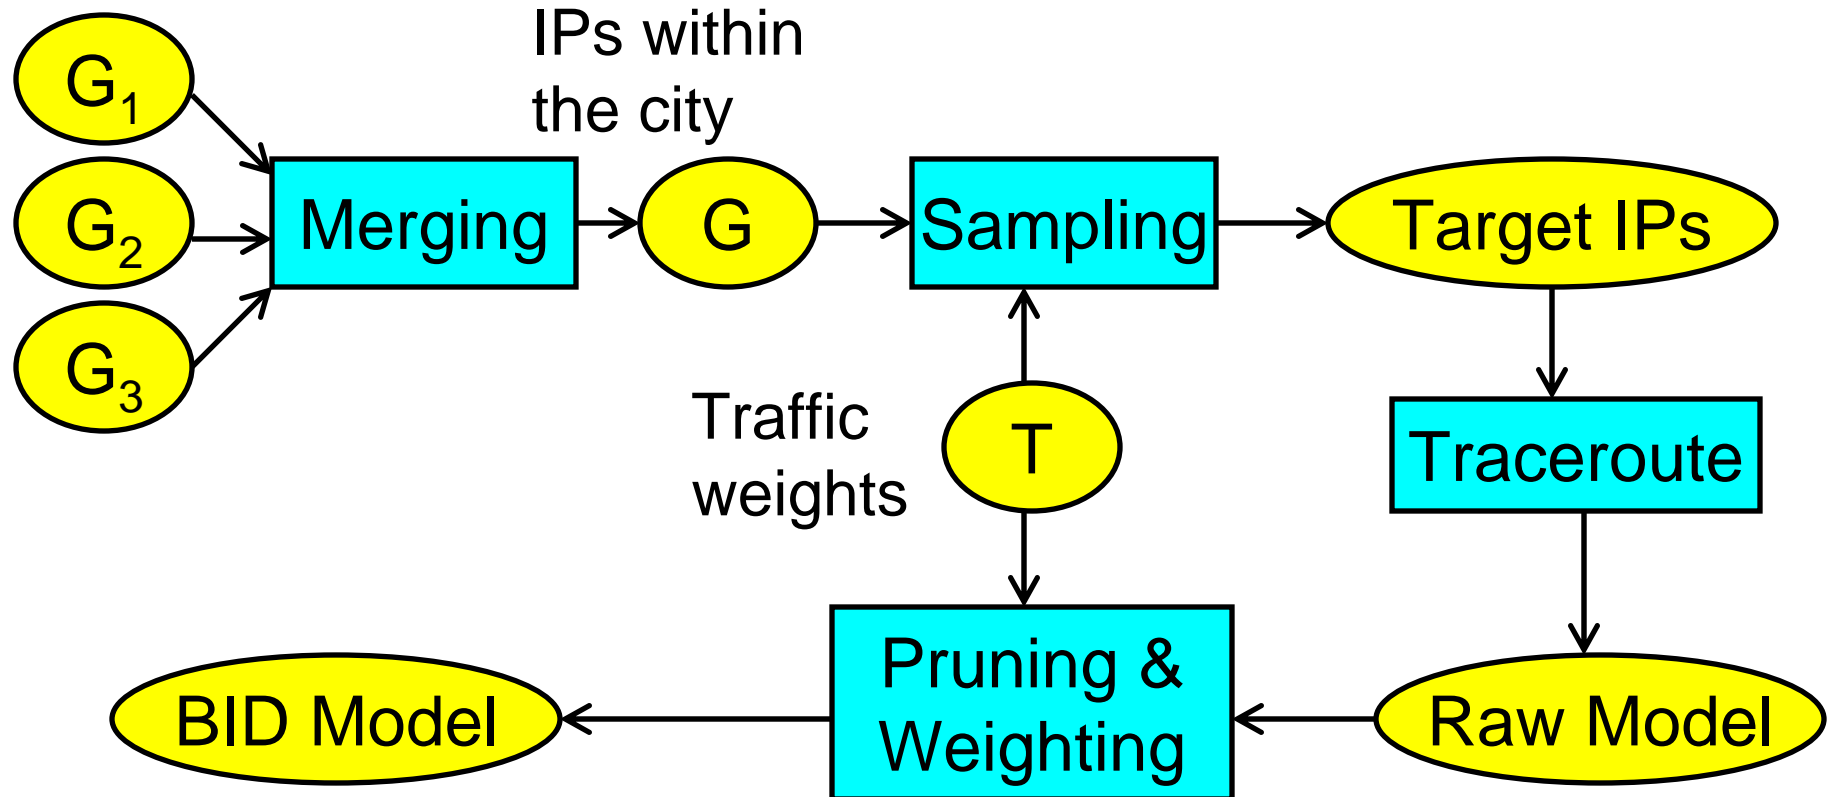 IPs within
the city
G1
G2
G3
Merging
G
Sampling
Target IPs
Traffic
weights
T
Traceroute
BID Model
Pruning &
Weighting
Raw Model